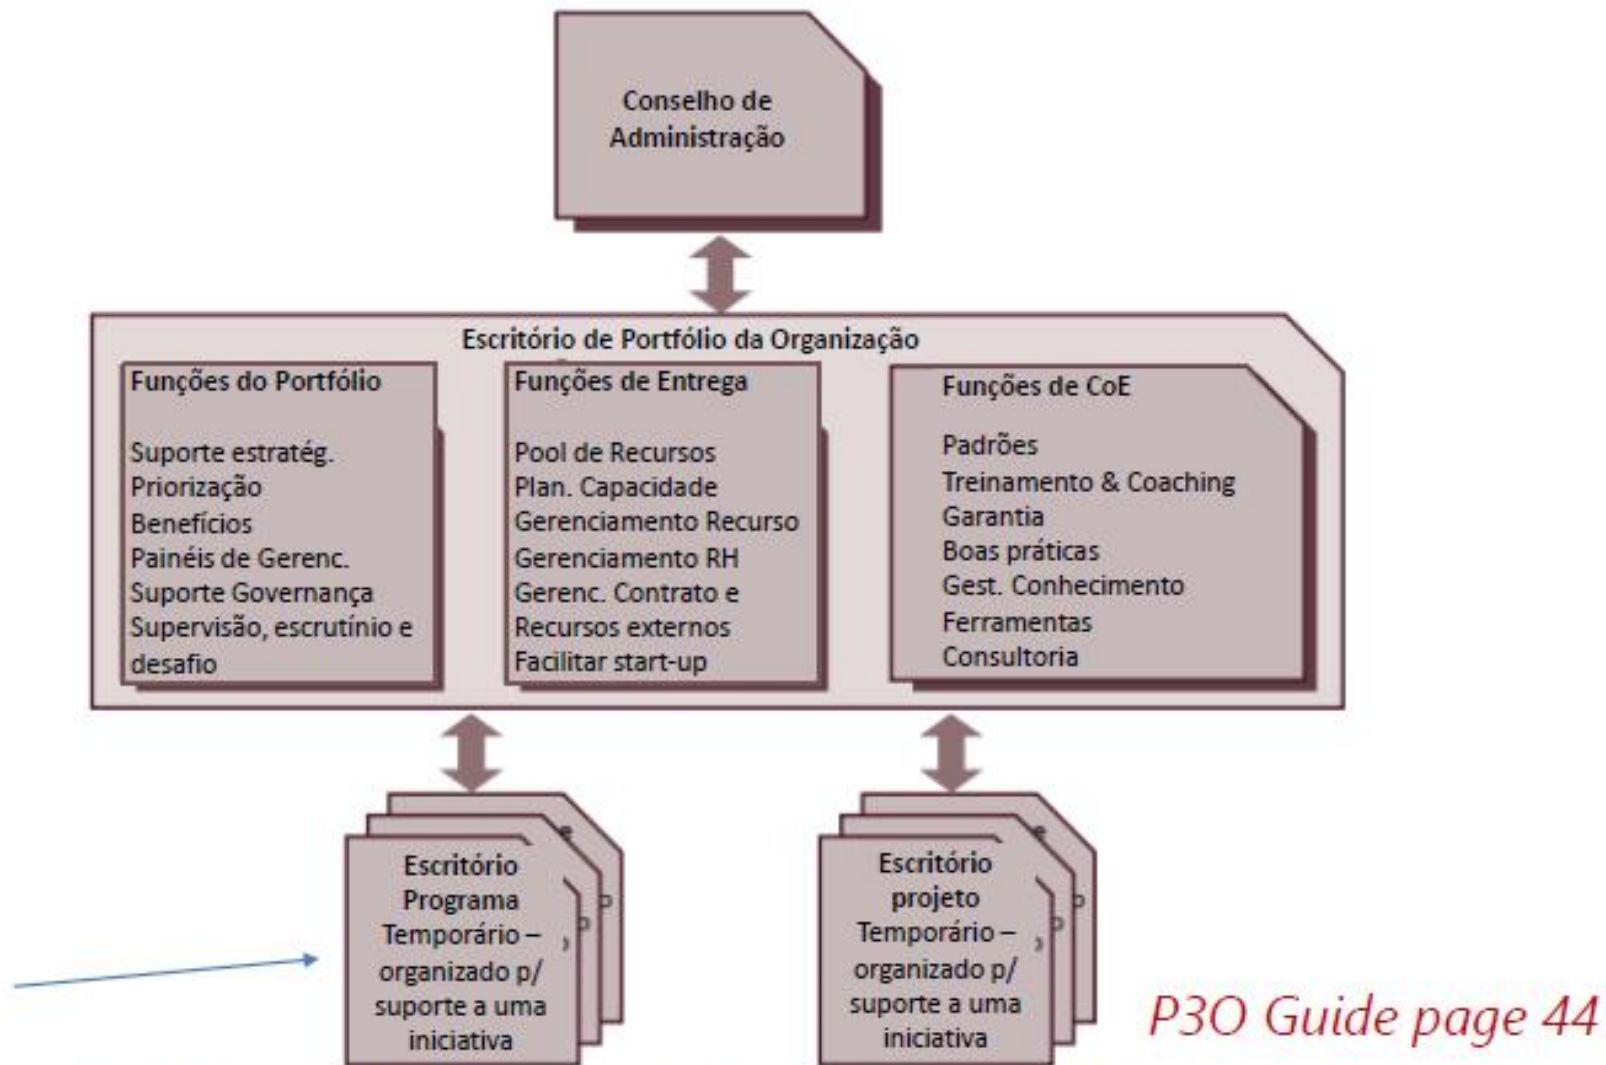 Conselho de
Administração
Escritório de Portfólio da Organização
Funções do Portfólio
Suporte estratég.
Priorização
Benefícios
Painéis de Gerenc.
Suporte Governança
Supervisão, escrutínio e
desafio
Funções de Entrega
Pool de Recursos
Plan. Capacidade
Gerenciamento Recurso
Gerenciamento RH
Gerenc. Contrato e
Recursos externos
Facilitar start-up
Funções de CoE
Padrões
Treinamento & Coaching
Garantia
Boas práticas
Gest. Conhecimento
Ferramentas
Consultoria
Escritório
Programa
Temporário –
organizado p/
suporte a uma
iniciativa
Escritório
projeto
Temporário –
organizado p/
suporte a uma
iniciativa
P3O Guide page 44